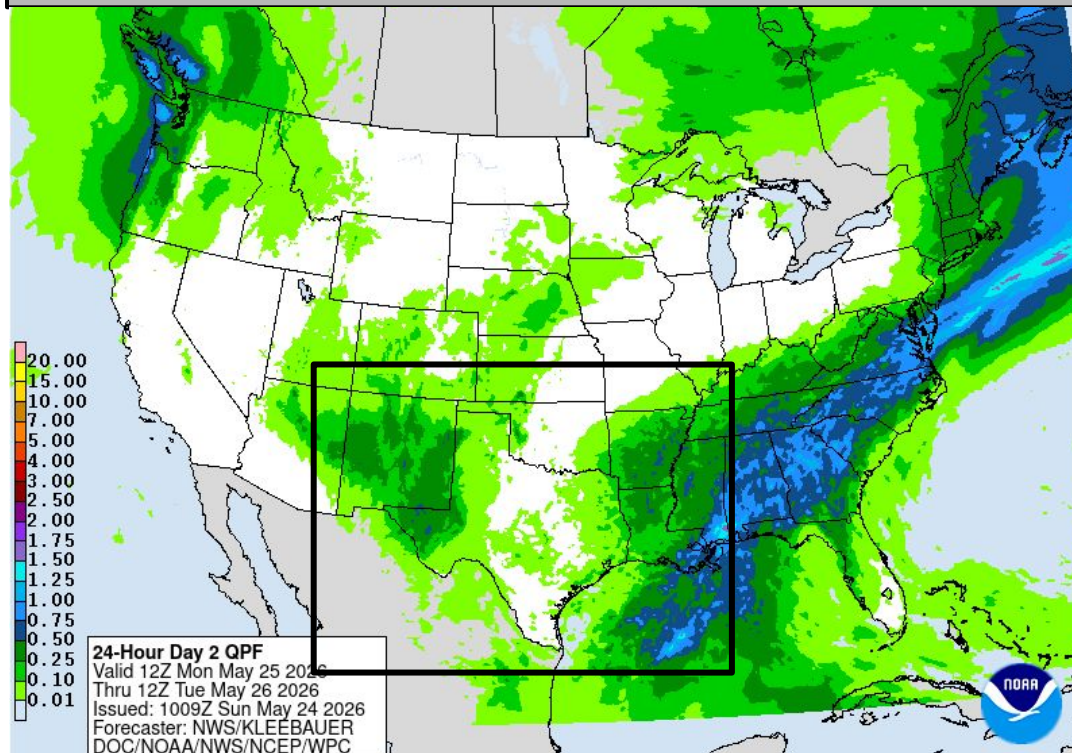 20.00
15.00
10.00
7.00
5.00
4.00
3.00
2.50
2.00
1.75
1.50
1.25
1.00
0.75
0.50
0.25
0.10
0.01
24-Hour Day 2 QPF
Valid 12Z Mon May 25 2026
Thru 12Z Tue May 26 2026
Issued: 1009Z Sun May 24 2026
Forecaster: NWS/KLEEBAUER
DOC/NOAA/NWS/NCEP/WPC
NOAA